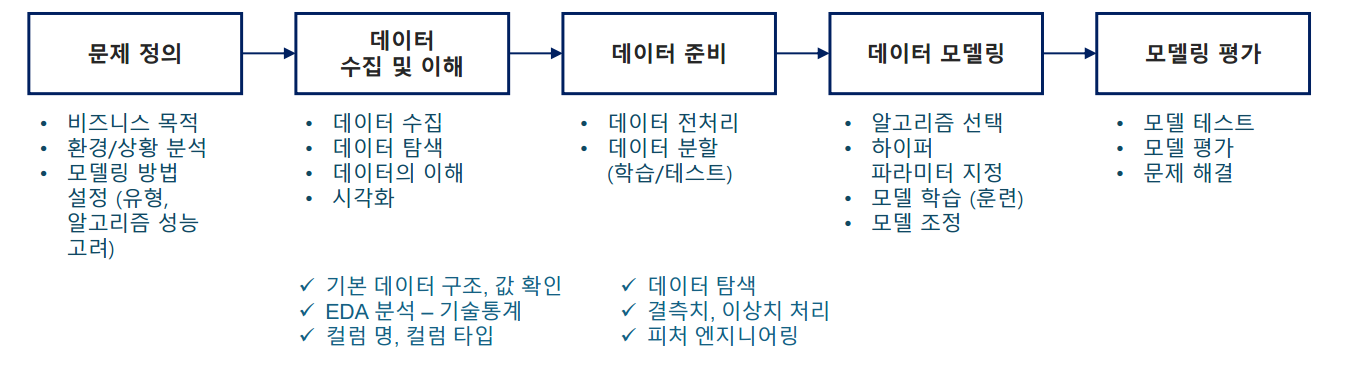 문제 정의
데이터
수집 및 이해
데이터 준비
데이터 모델링
모델링 평가
• 비즈니스 목적
• 환경/상황 분석
• 모델링 방법
설정 (유형,
알고리즘 성능
고려)
• 데이터 수집
• 데이터 탐색
• 데이터의 이해
• 시각화
• 데이터 전처리
• 데이터 분할
(학습/테스트)
• 알고리즘 선택
• 하이퍼
파라미터 지정
• 모델 학습 (훈련)
• 모델 조정
• 모델 테스트
• 모델 평가
• 문제 해결
✓ 기본 데이터 구조, 값 확인
✓ EDA 분석 – 기술통계
✓ 컬럼 명, 컬럼 타입
✓ 데이터 탐색
✓ 결측치, 이상치 처리
✓ 피처 엔지니어링